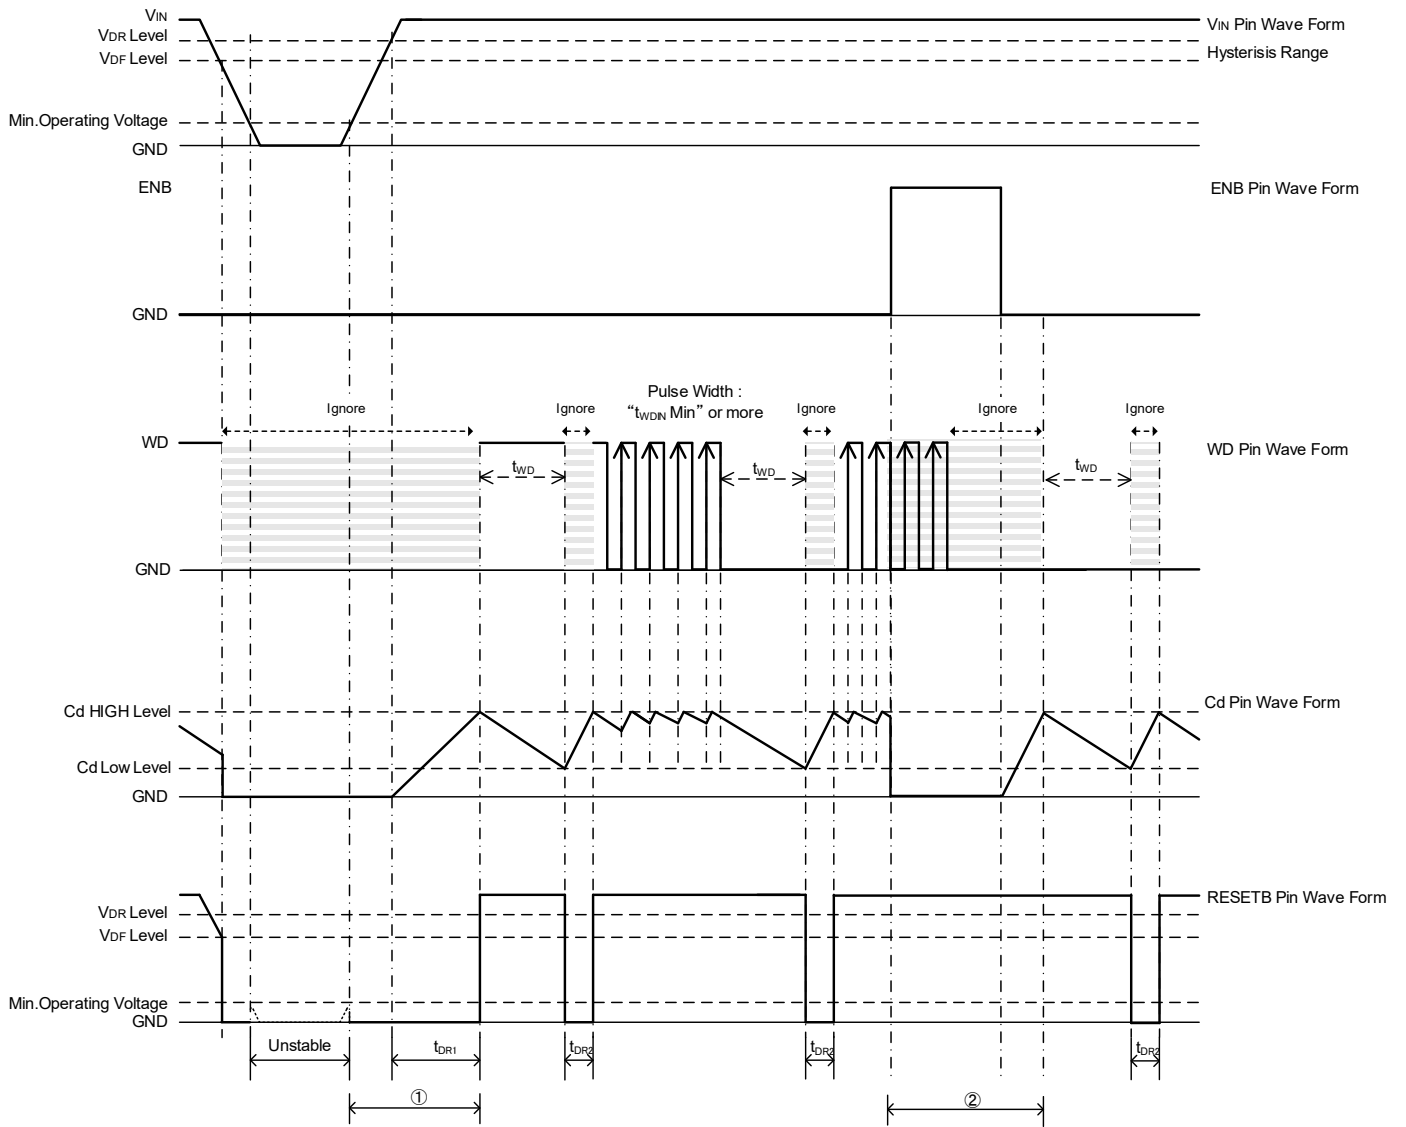 VIN
VIN Pin Wave Form
VDR Level
VDF Level
Hysterisis Range
Min.Operating Voltage
GND
ENB
ENB Pin Wave Form
GND
Pulse Width :
“tWDIN Min” or more
Ignore
Ignore
Ignore
Ignore
Ignore
WD
WD Pin Wave Form
tWD
tWD
tWD
GND
Cd HIGH Level
Cd Pin Wave Form
Cd Low Level
GND
RESETB Pin Wave Form
VDR Level
VDF Level
Min.Operating Voltage
GND
Unstable
tDR1
tDR2
tDR2
tDR2
①
②